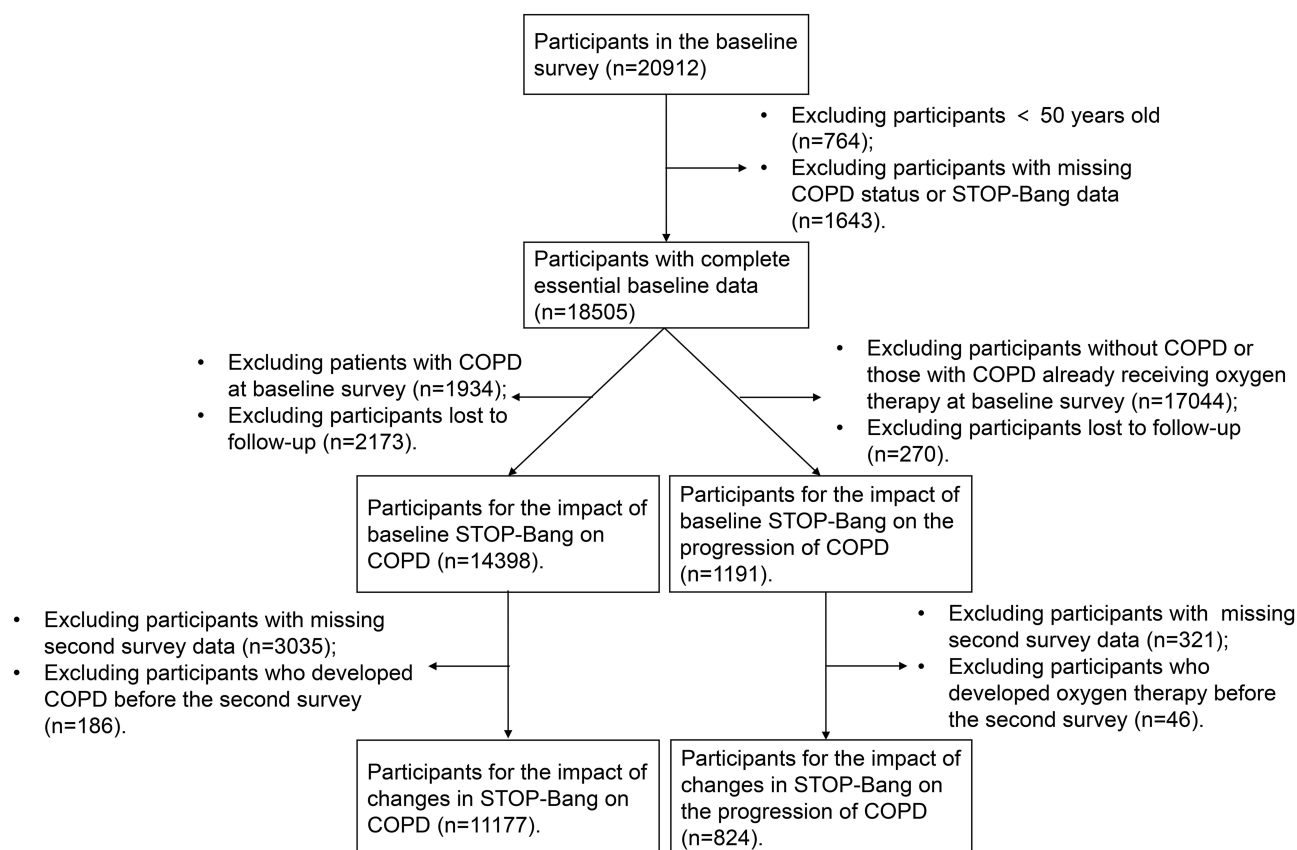 Participants in the baseline
survey (n=20912)
• Excluding participants < 50 years old
(n=764);
• Excluding participants with missing
COPD status or STOP-Bang data
(n=1643).
Participants with complete
essential baseline data
(n=18505)
• Excluding patients with COPD
at baseline survey (n=1934);
• Excluding participants lost to
follow-up (n=2173).
• Excluding participants without COPD or
those with COPD already receiving oxygen
therapy at baseline survey (n=17044);
• Excluding participants lost to follow-up
(n=270).
Participants for the impact of
baseline STOP-Bang on
COPD (n=14398).
Participants for the impact of
baseline STOP-Bang on the
progression of COPD
(n=1191).
• Excluding participants with missing
second survey data (n=3035);
• Excluding participants who developed
COPD before the second survey
(n=186).
• Excluding participants with missing
second survey data (n=321);
• Excluding participants who
developed oxygen therapy before
the second survey (n=46).
Participants for the impact of
changes in STOP-Bang on
COPD (n=11177).
Participants for the impact of
changes in STOP-Bang on
the progression of COPD
(n=824).